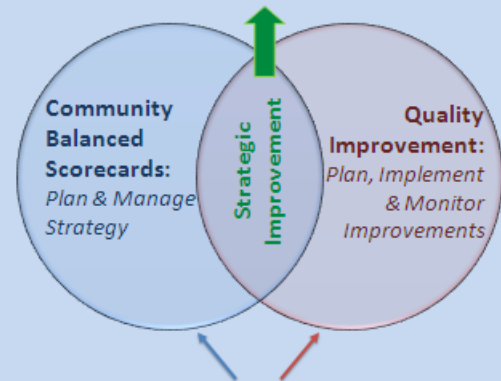 Community
Balanced
Scorecards:
Plan & Manage
Strategy
Strategic
Improvement
Quality
Improvement:
Plan, Implement
& Monitor
Improvements